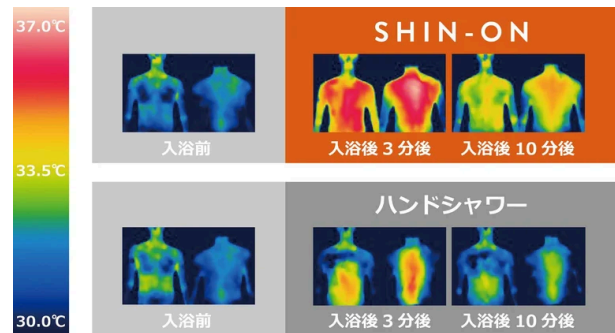 37.0℃
33.5℃
30.0℃
SHIN-ON
入浴前
入浴後 3 分後
入浴後 10 分後
ハンドシャワー
入浴前
入浴後 3 分後
入浴後 10 分後